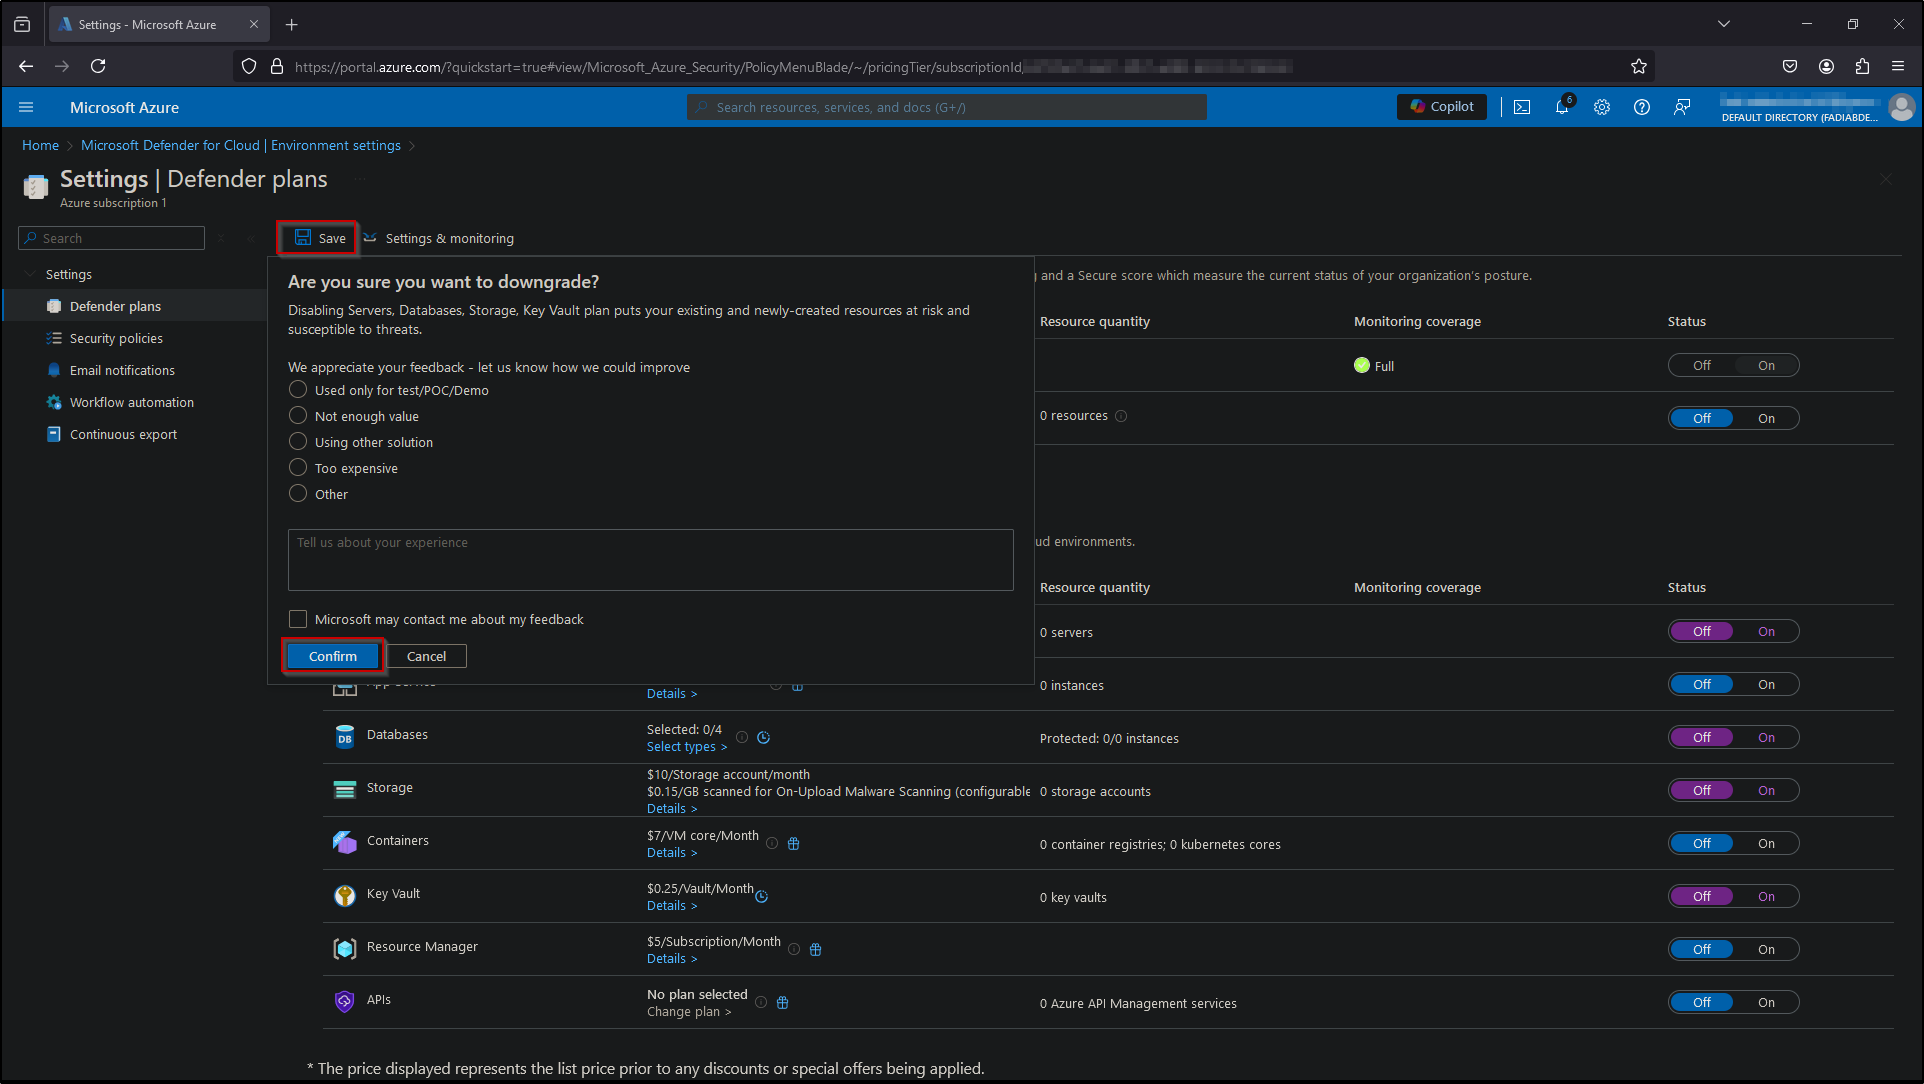 Settings - Microsoft Azure
https://portal.azure.com/?quickstart=true#view/Microsoft_Azure_Security/PolicyMenuBlade/~/pricingTier/subscriptionId
Microsoft Azure
Search resources, services, and docs (G+/)
Copilot
6
DEFAULT DIRECTORY (FADIABDE...
Home > Microsoft Defender for Cloud | Environment settings >
Settings | Defender plans
Azure subscription 1
Search
Save
Settings & monitoring
Settings
Defender plans
Security policies
Email notifications
Workflow automation
Continuous export
Are you sure you want to downgrade?
Disabling Servers, Databases, Storage, Key Vault plan puts your existing and newly-created resources at risk and
susceptible to threats.
We appreciate your feedback - let us know how we could improve
Used only for test/POC/Demo
Not enough value
Using other solution
Too expensive
Other
Tell us about your experience
Microsoft may contact me about my feedback
Confirm
Cancel
and a Secure score which measure the current status of your organization's posture.
Resource quantity Monitoring coverage Status
Full Off On
0 resources Off On
environments.
Resource quantity Monitoring coverage Status
0 servers Off On
Details > 0 instances Off On
DB Databases Selected: 0/4 Protected: 0/0 instances Off On
Select types >
$10/Storage account/month
Storage $0.15/GB scanned for On-Upload Malware Scanning (configurable 0 storage accounts Off On
Details >
Containers $7/VM core/Month 0 container registries; 0 kubernetes cores Off On
Details >
Key Vault $0.25/Vault/Month 0 key vaults Off On
Details >
Resource Manager $5/Subscription/Month Off On
Details >
APIs No plan selected 0 Azure API Management services Off On
Change plan >
* The price displayed represents the list price prior to any discounts or special offers being applied.